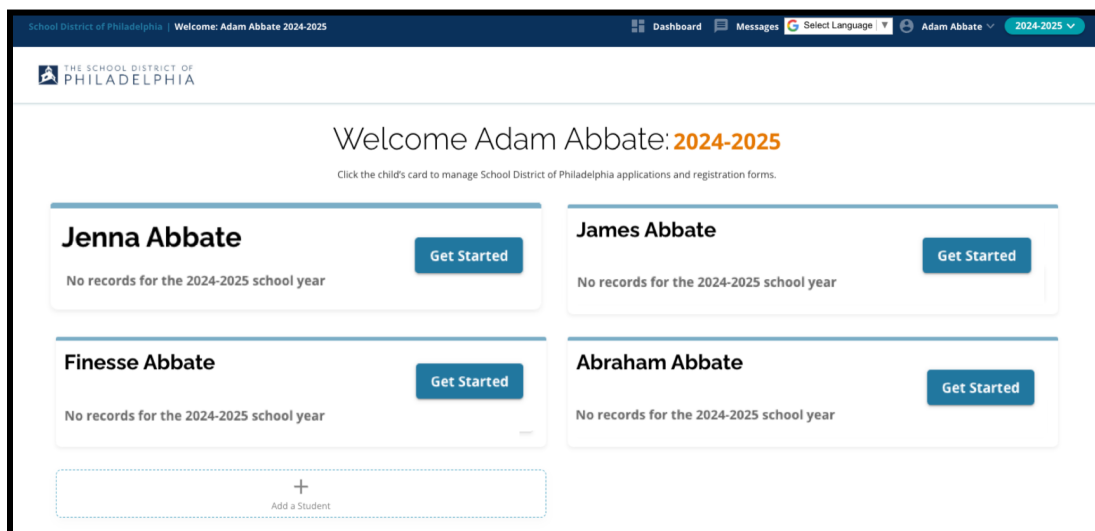 School District of Philadelphia | Welcome: Adam Abbate 2024-2025
Dashboard Messages Select Language ▼ Adam Abbate 2024-2025
THE SCHOOL DISTRICT OF
PHILADELPHIA
Welcome Adam Abbate: 2024-2025
Click the child's card to manage School District of Philadelphia applications and registration forms.
Jenna Abbate
Get Started
No records for the 2024-2025 school year
James Abbate
Get Started
No records for the 2024-2025 school year
Finesse Abbate
Get Started
No records for the 2024-2025 school year
Abraham Abbate
Get Started
No records for the 2024-2025 school year
+
Add a Student